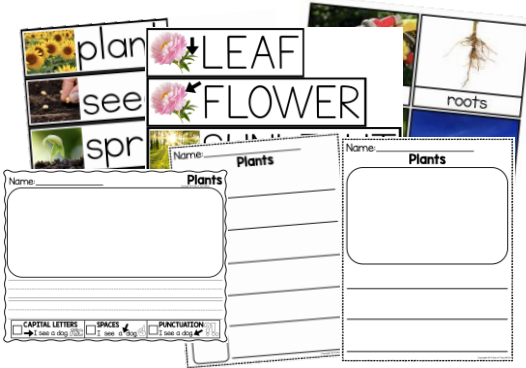 plan
see
spr
LEAF
FLOWER
SUNLIGHT
roots
Name:
Plants
Name:
Plants
Name:
Plants
CAPITAL LETTERS
I see a dog
SPACES
I see a dog
PUNCTUATION
I see a dog